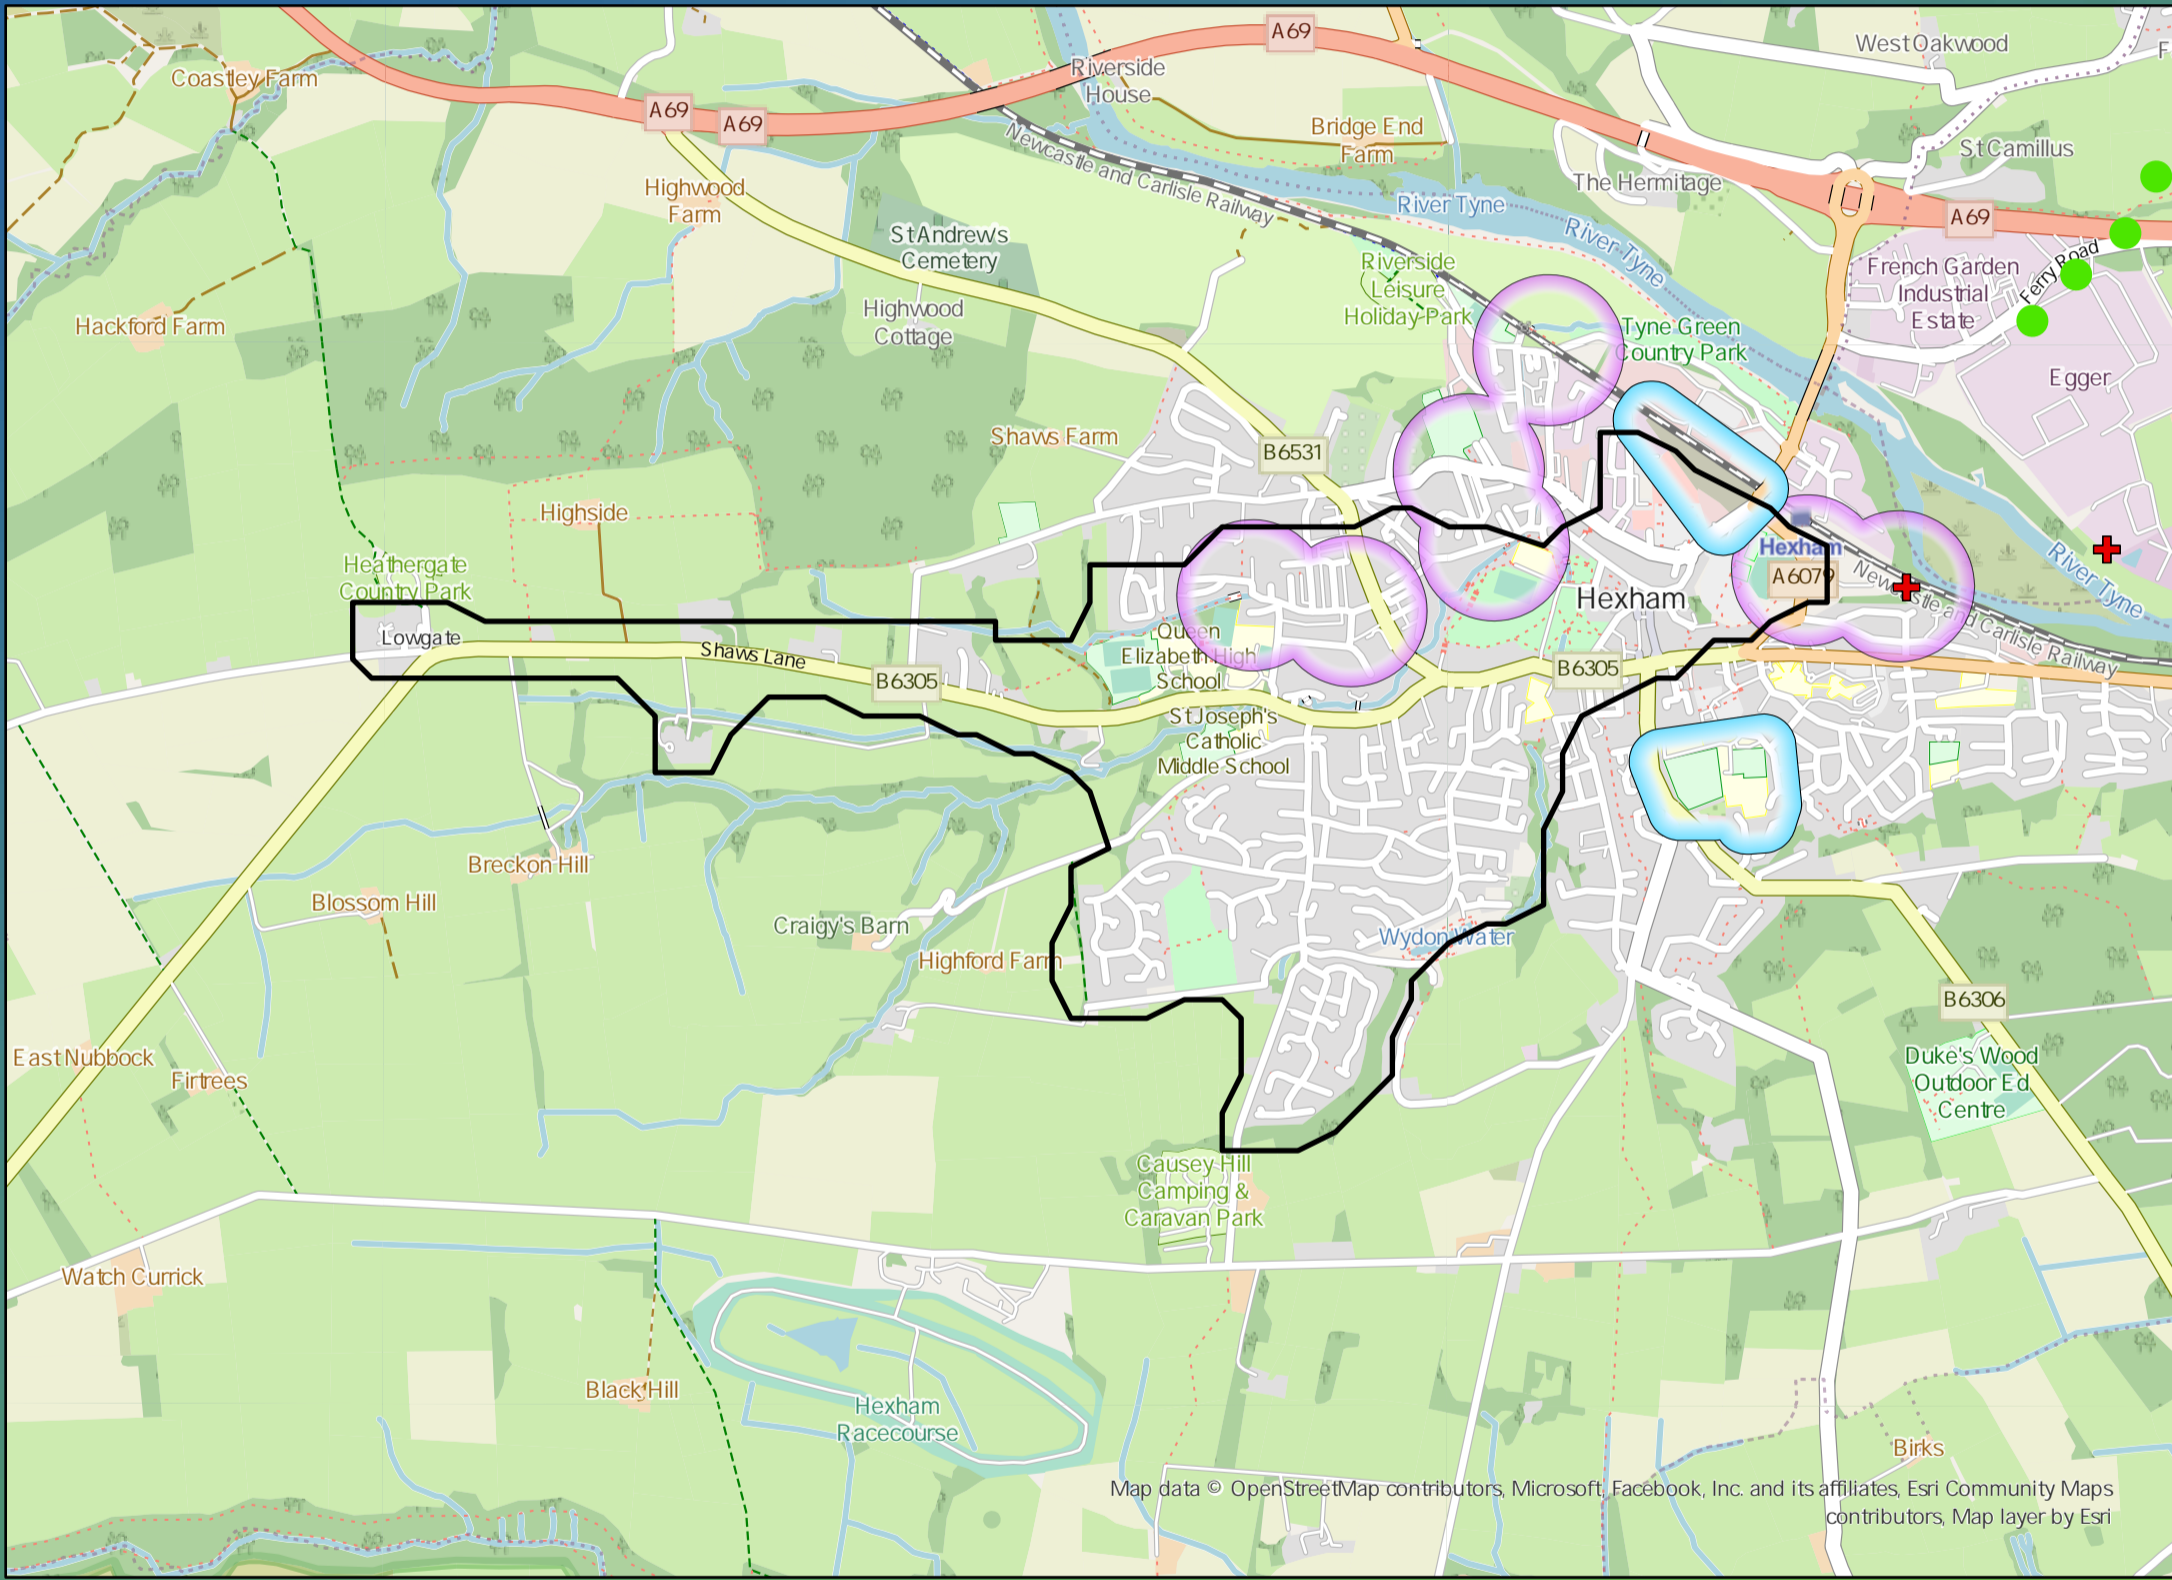 A69
West Oakwood
F
Coastley Farm
Riverside
House
A69
A69
Bridge End
Farm
Newcastle and Carlisle Railway
St Camillus
The Hermitage
Highwood
Farm
River Tyne
A69
St Andrew's
Cemetery
River Tyne
Riverside
Leisure
Holiday Park
French Garden
Industrial
Estate
Ferry Road
Hackford Farm
Highwood
Cottage
Tyne Green
Country Park
Egger
Shaws Farm
B6531
Highside
Hexham
Heathergate
Country Park
A6079
River Tyne
Hexham
Newcastle and Carlisle Railway
Lowgate
Shaws Lane
Queen
Elizabeth High
School
B6305
B6305
St Joseph's
Catholic
Middle School
Breckon Hill
Blossom Hill
Craigy's Barn
Wydon Water
Highford Farm
B6306
East Nubbock
Firtrees
Duke's Wood
Outdoor Ed
Centre
Causey Hill
Camping &
Caravan Park
Watch Currick
Black Hill
Hexham
Racecourse
Birks
Map data © OpenStreetMap contributors, Microsoft, Facebook, Inc. and its affiliates, Esri Community Maps
contributors, Map layer by Esri